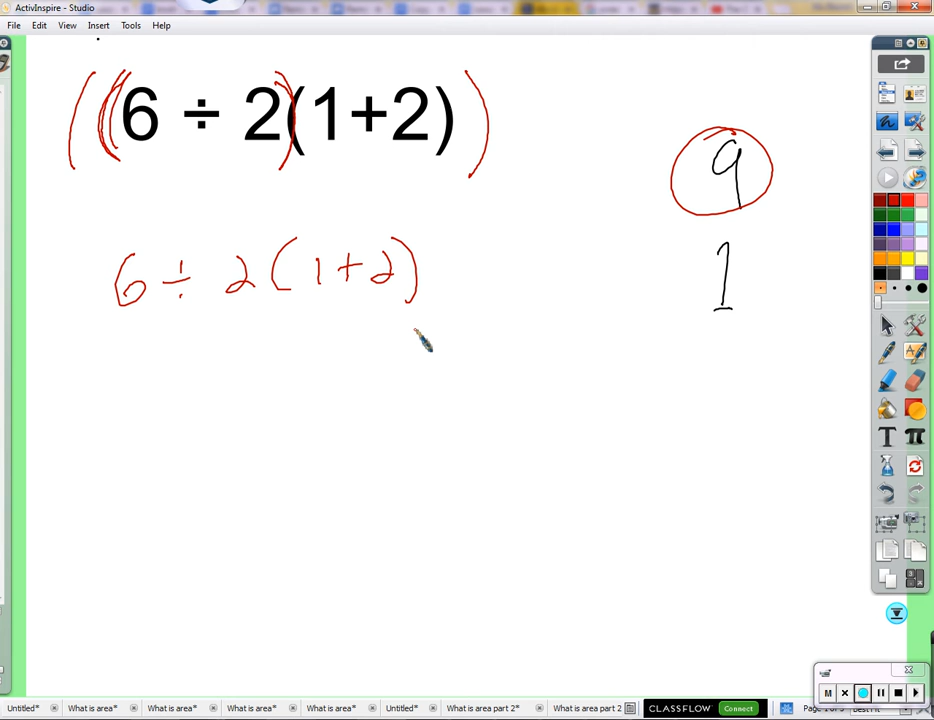 ActivInspire - Studio
File Edit View Insert Tools Help
((6 ÷ 2)(1+2))
9
6 ÷ 2(1+2)
1
T π
M
Untitled* What is area* What is area* What is area* What is area* Untitled* What is area part 2* What is area part 2 CLASSFLOW Connect